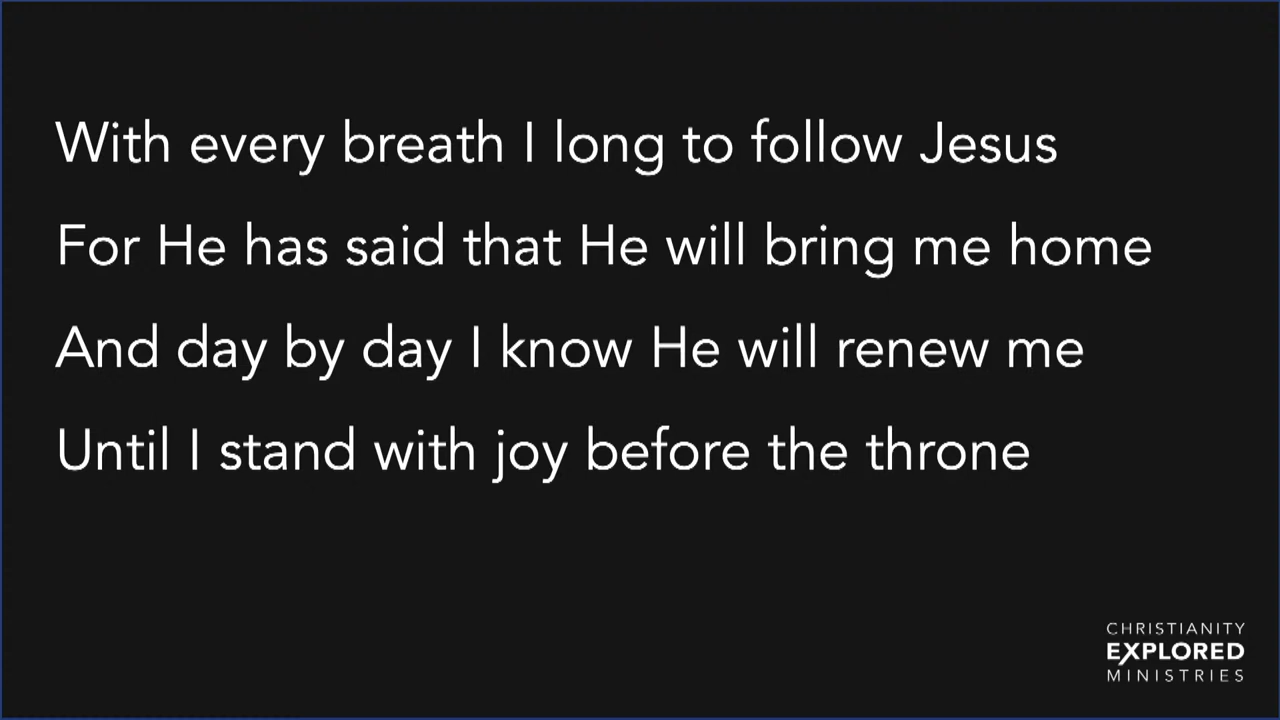 With every breath I long to follow Jesus
For He has said that He will bring me home
And day by day I know He will renew me
Until I stand with joy before the throne
CHRISTIANITY
EXPLORED
MINISTRIES